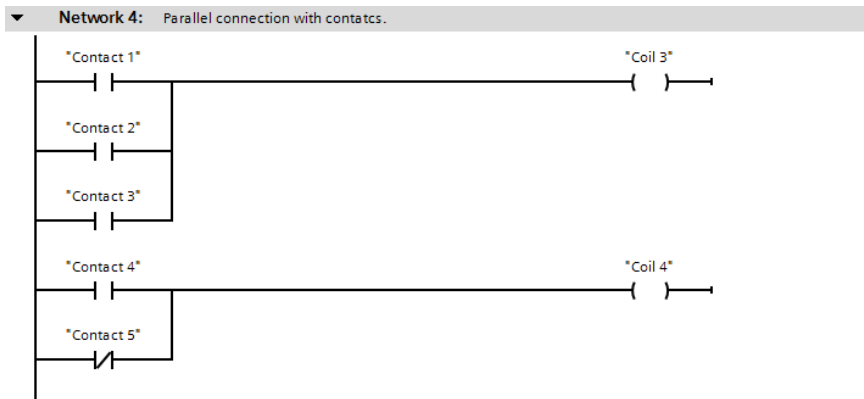 Network 4: Parallel connection with contatcs.
"Contact 1" "Coil 3"
"Contact 2"
"Contact 3"
"Contact 4" "Coil 4"
"Contact 5"